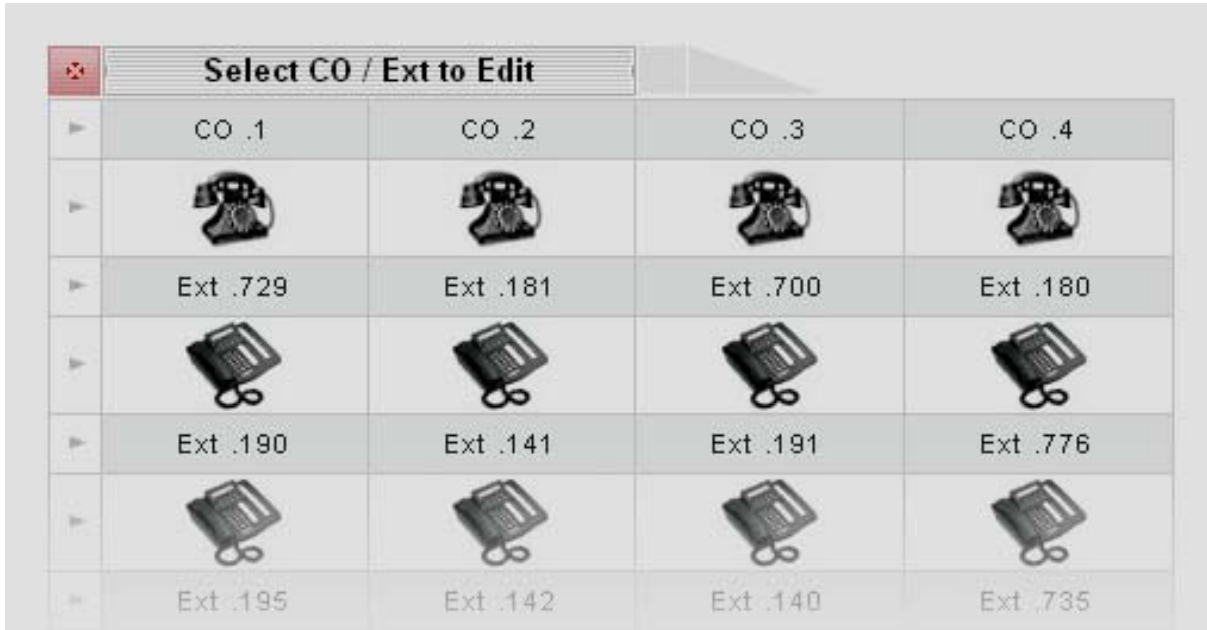 Select CO / Ext to Edit
CO .1 CO .2 CO .3 CO .4
Ext .729 Ext .181 Ext .700 Ext .180
Ext .190 Ext .141 Ext .191 Ext .776
Ext .195 Ext .142 Ext .140 Ext .735